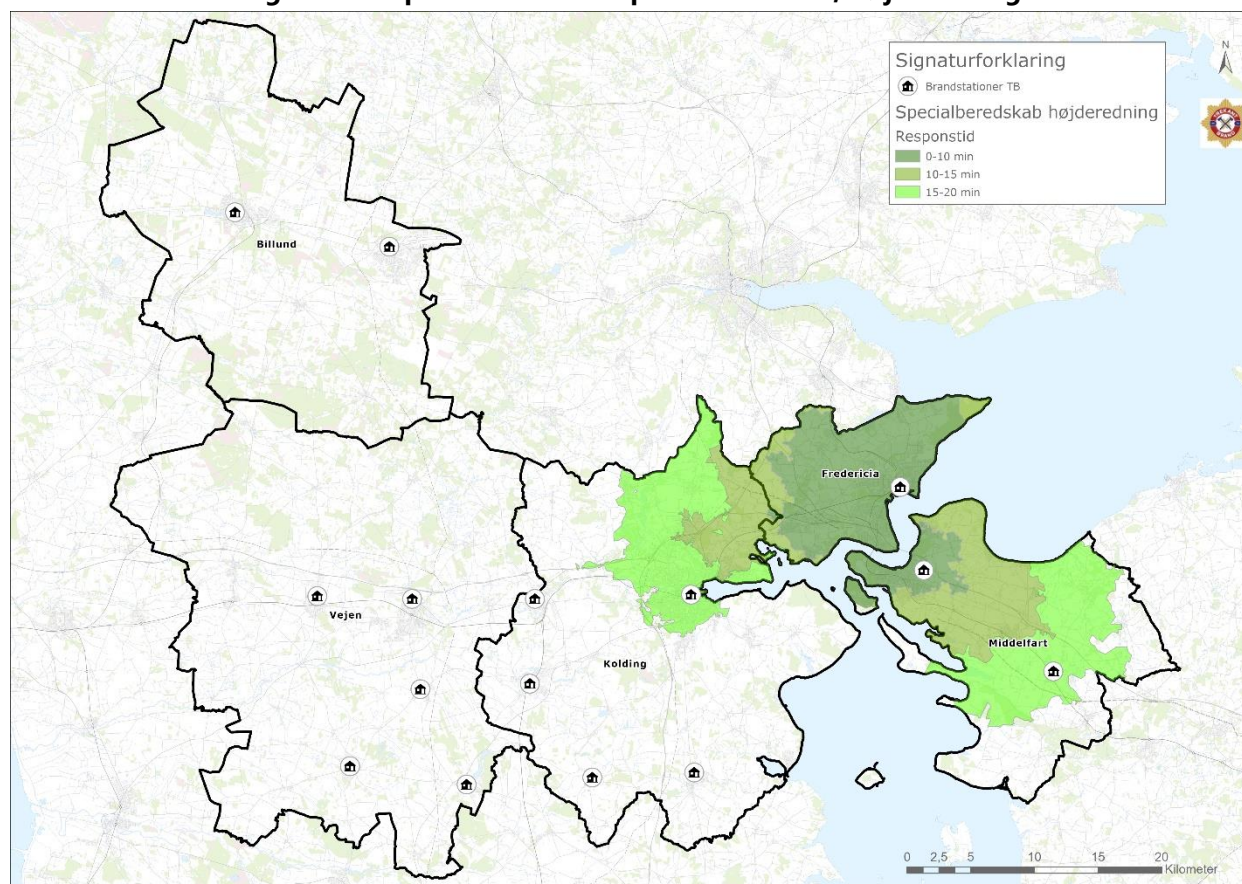 Signaturforklaring
Brandstationer TB
Specialberedskab højderedning
Responstid
0-10 min
10-15 min
15-20 min
N
Billund
Fredericia
Vejen
Kolding
Middelfart
0 2,5 5 10 15 20
Kilometer